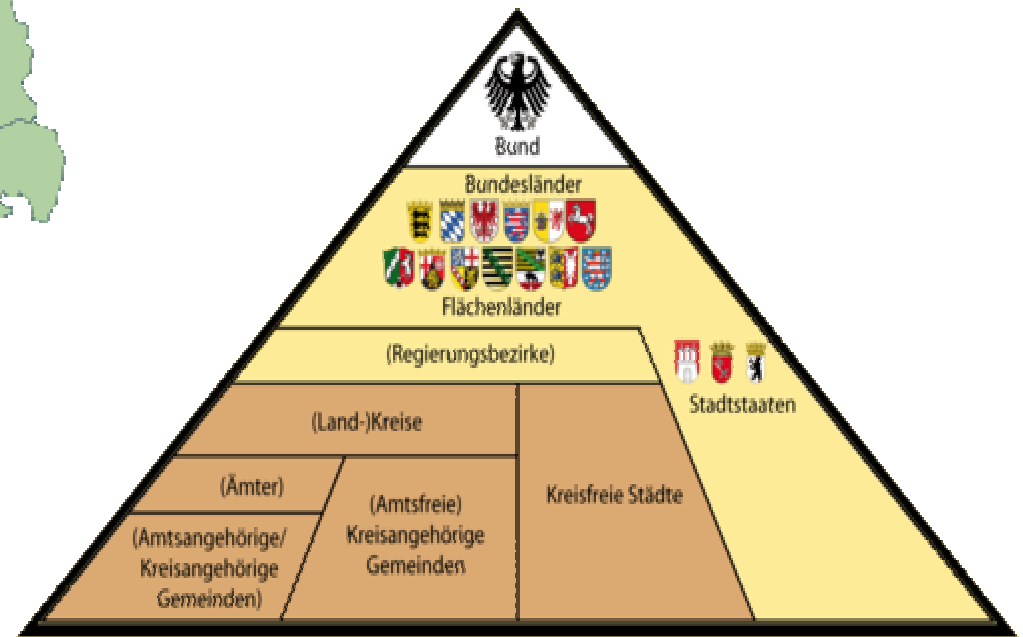 Bund
Bundesländer
Flächenländer
(Regierungsbezirke)
Stadtstaaten
(Land-)Kreise
(Ämter)
(Amtsangehörige/
Kreisangehörige
Gemeinden)
(Amtsfreie)
Kreisangehörige
Gemeinden
Kreisfreie Städte